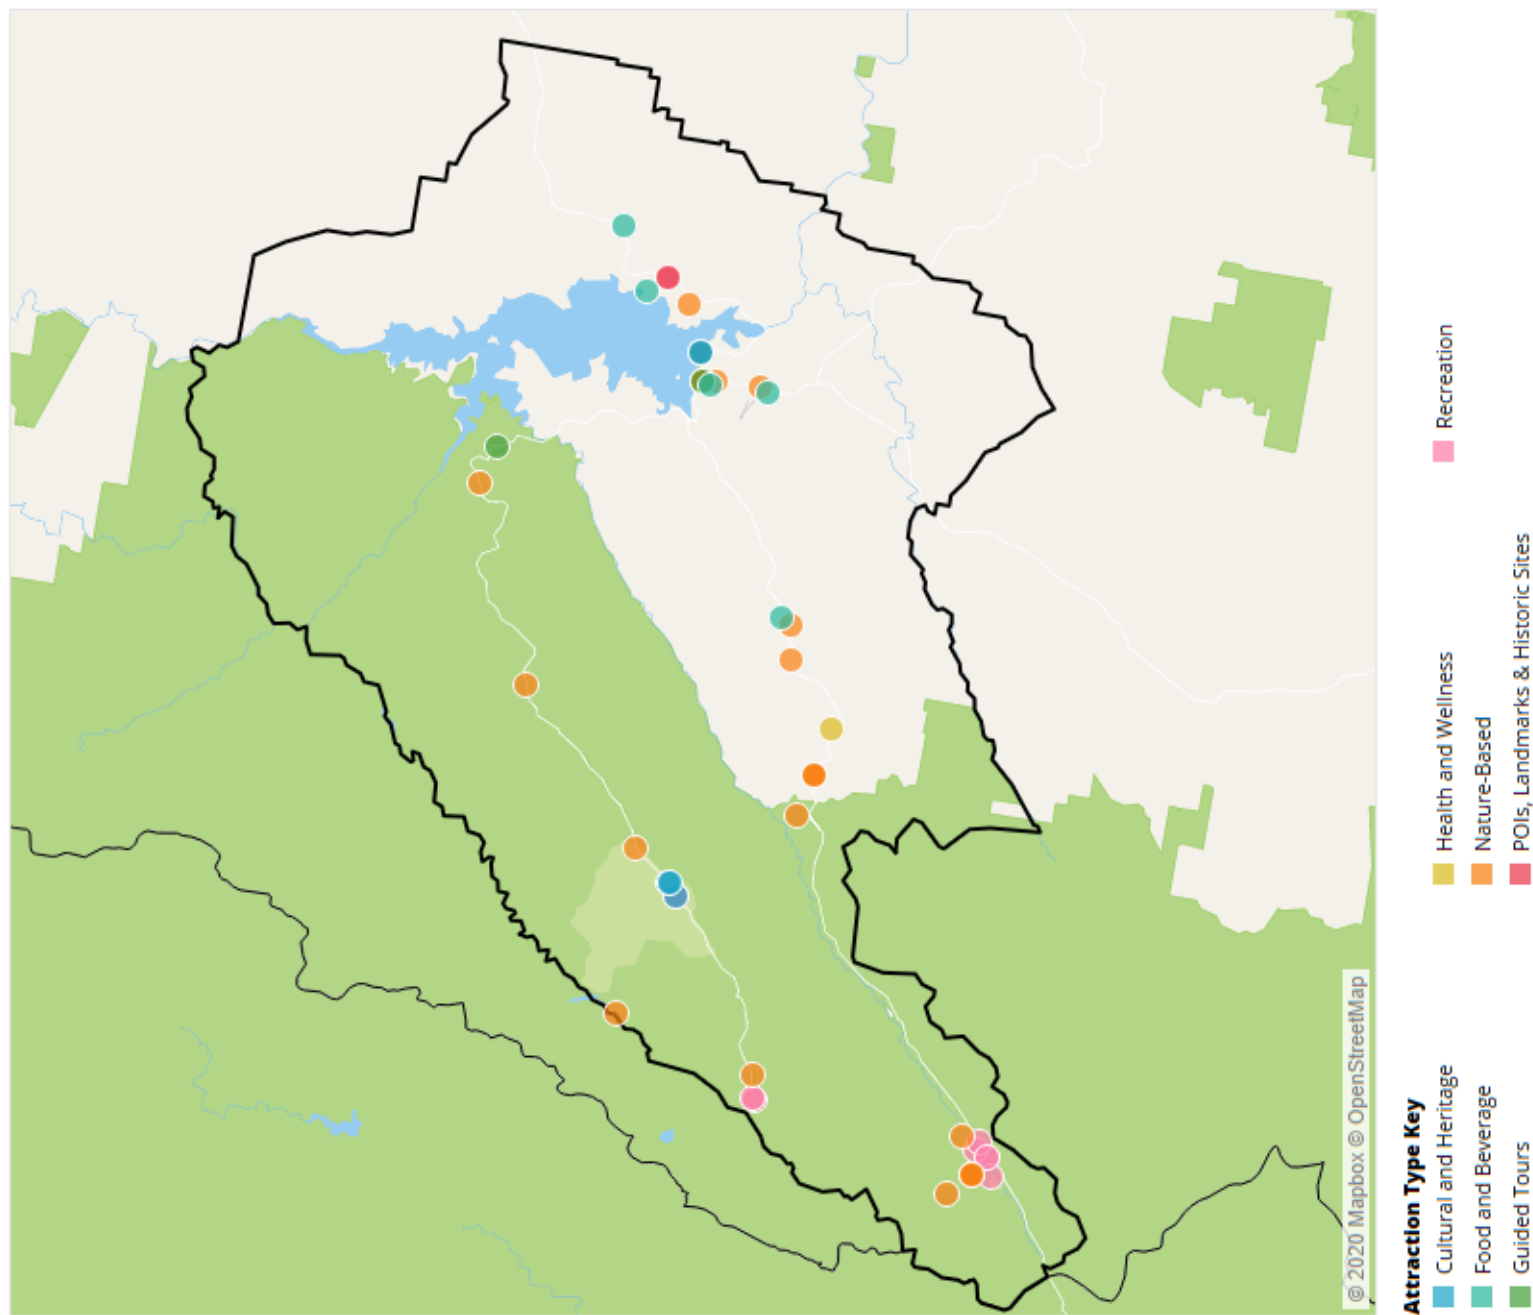 © 2020 Mapbox © OpenStreetMap
Attraction Type Key
Cultural and Heritage
Health and Wellness
Recreation
Food and Beverage
Nature-Based
Guided Tours
POIs, Landmarks & Historic Sites